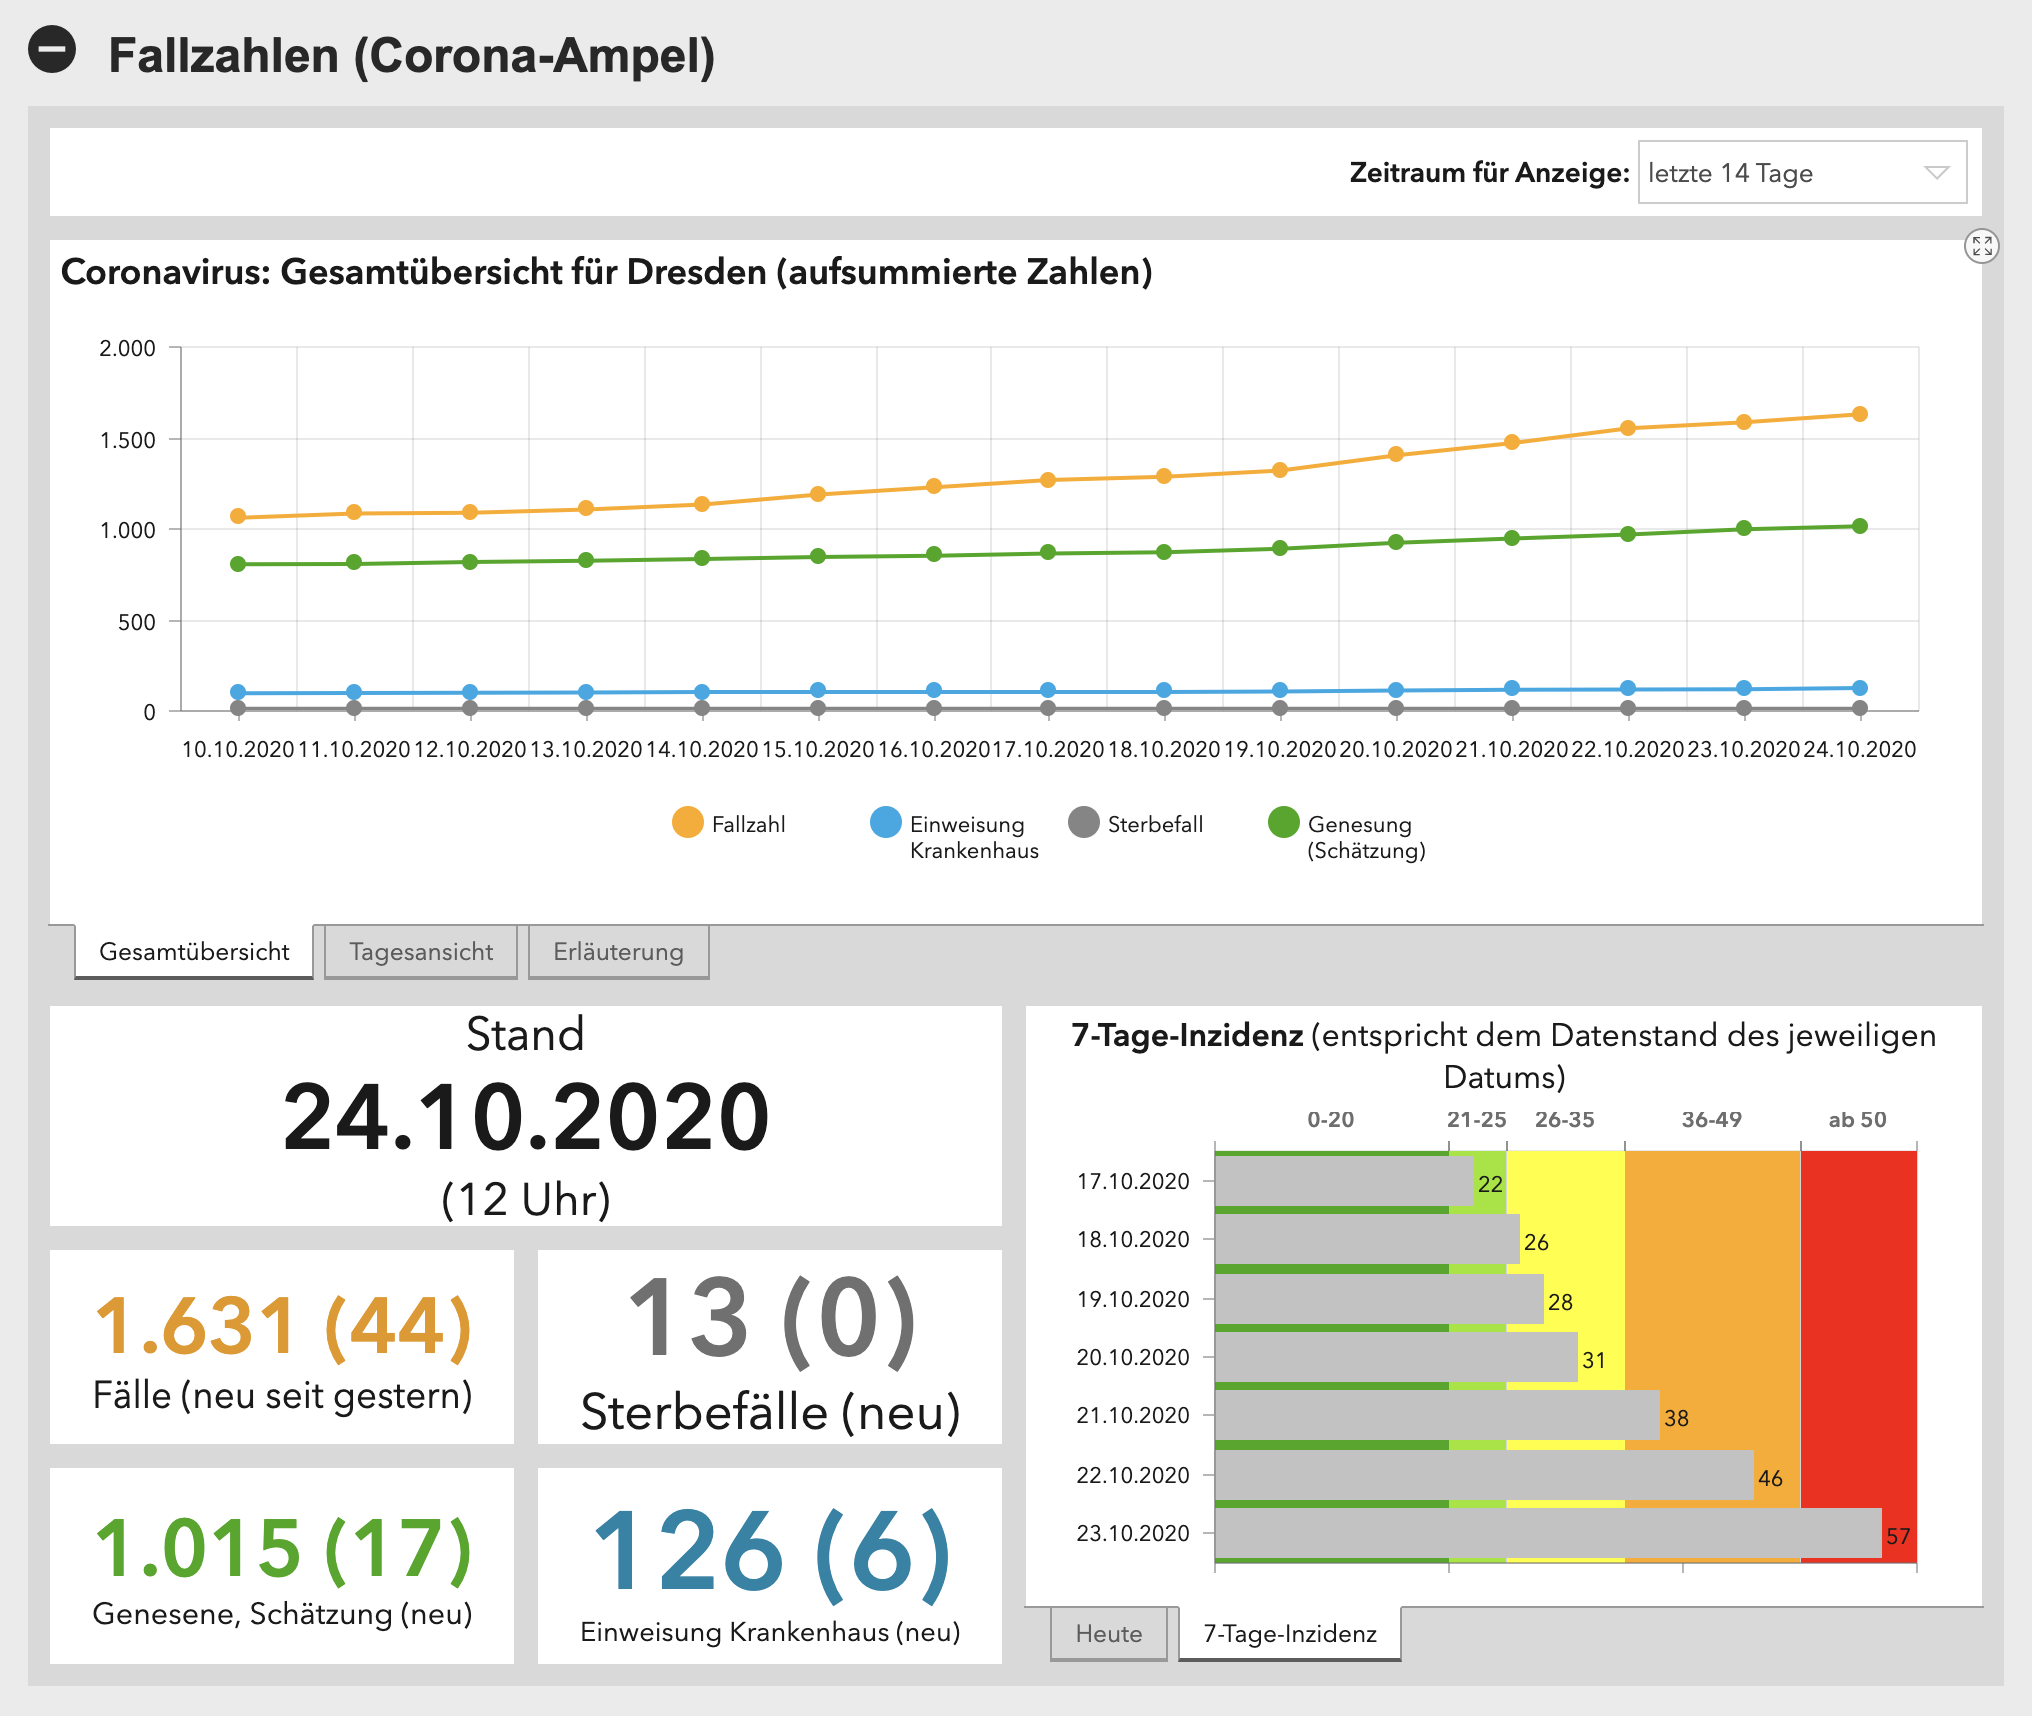 Fallzahlen (Corona-Ampel)
Zeitraum für Anzeige: letzte 14 Tage
Coronavirus: Gesamtübersicht für Dresden (aufsummierte Zahlen)
2.000
1.500
1.000
500
0
10.10.2020 11.10.2020 12.10.2020 13.10.2020 14.10.2020 15.10.2020 16.10.2020 17.10.2020 18.10.2020 19.10.2020 20.10.2020 21.10.2020 22.10.2020 23.10.2020 24.10.2020
Fallzahl
Einweisung
Krankenhaus
Sterbefall
Genesung
(Schätzung)
Gesamtübersicht
Tagesansicht
Erläuterung
Stand
24.10.2020
(12 Uhr)
1.631 (44)
Fälle (neu seit gestern)
13 (0)
Sterbefälle (neu)
1.015 (17)
Genesene, Schätzung (neu)
126 (6)
Einweisung Krankenhaus (neu)
7-Tage-Inzidenz (entspricht dem Datenstand des jeweiligen
Datums)
0-20 21-25 26-35 36-49 ab 50
17.10.2020 22
18.10.2020 26
19.10.2020 28
20.10.2020 31
21.10.2020 38
22.10.2020 46
23.10.2020 57
Heute
7-Tage-Inzidenz